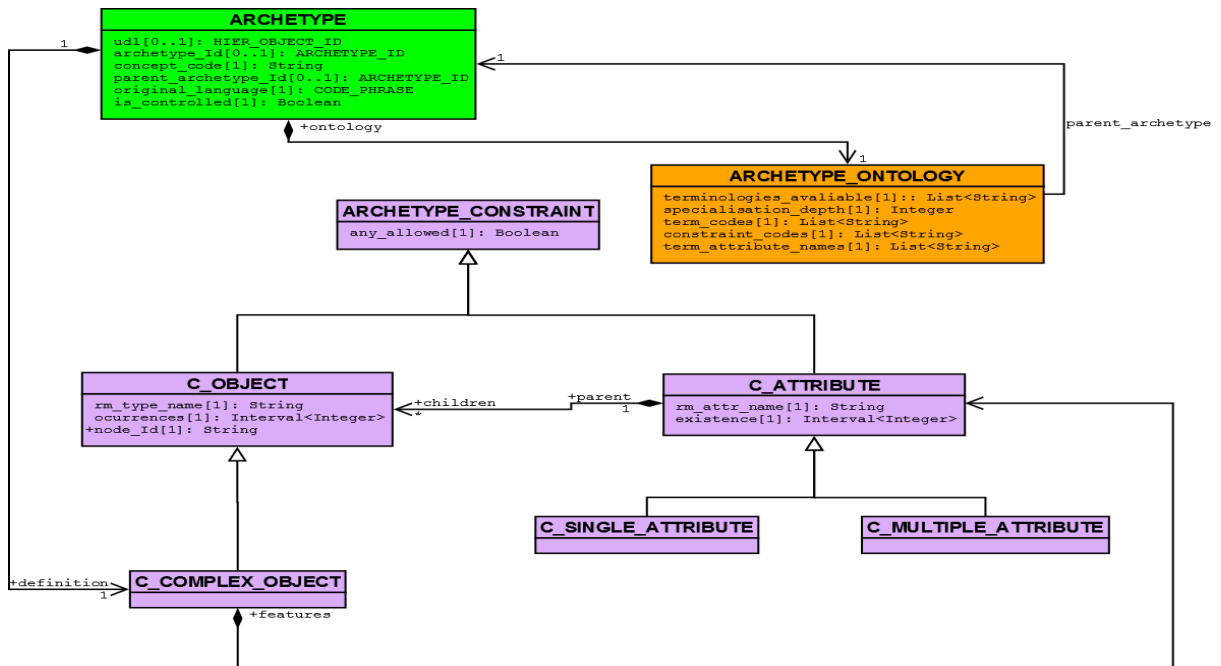 ARCHETYPE
1
udl[0..1]: HIER_OBJECT_ID
archetype_Id[0..1]: ARCHETYPE_ID
concept_code[1]: String
parent_archetype_Id[0..1]: ARCHETYPE_ID
original_language[1]: CODE_PHRASE
is_controlled[1]: Boolean
1
+ontology
parent_archetype
1
ARCHETYPE_ONTOLOGY
terminologies_avaliable[1]:: List<String>
specialisation_depth[1]: Integer
term_codes[1]: List<String>
constraint_codes[1]: List<String>
term_attribute_names[1]: List<String>
ARCHETYPE_CONSTRAINT
any_allowed[1]: Boolean
C_OBJECT
rm_type_name[1]: String
ocurrences[1]: Interval<Integer>
+node_Id[1]: String
+children
*
+parent
1
C_ATTRIBUTE
rm_attr_name[1]: String
existence[1]: Interval<Integer>
C_SINGLE_ATTRIBUTE
C_MULTIPLE_ATTRIBUTE
+definition
1
C_COMPLEX_OBJECT
+features